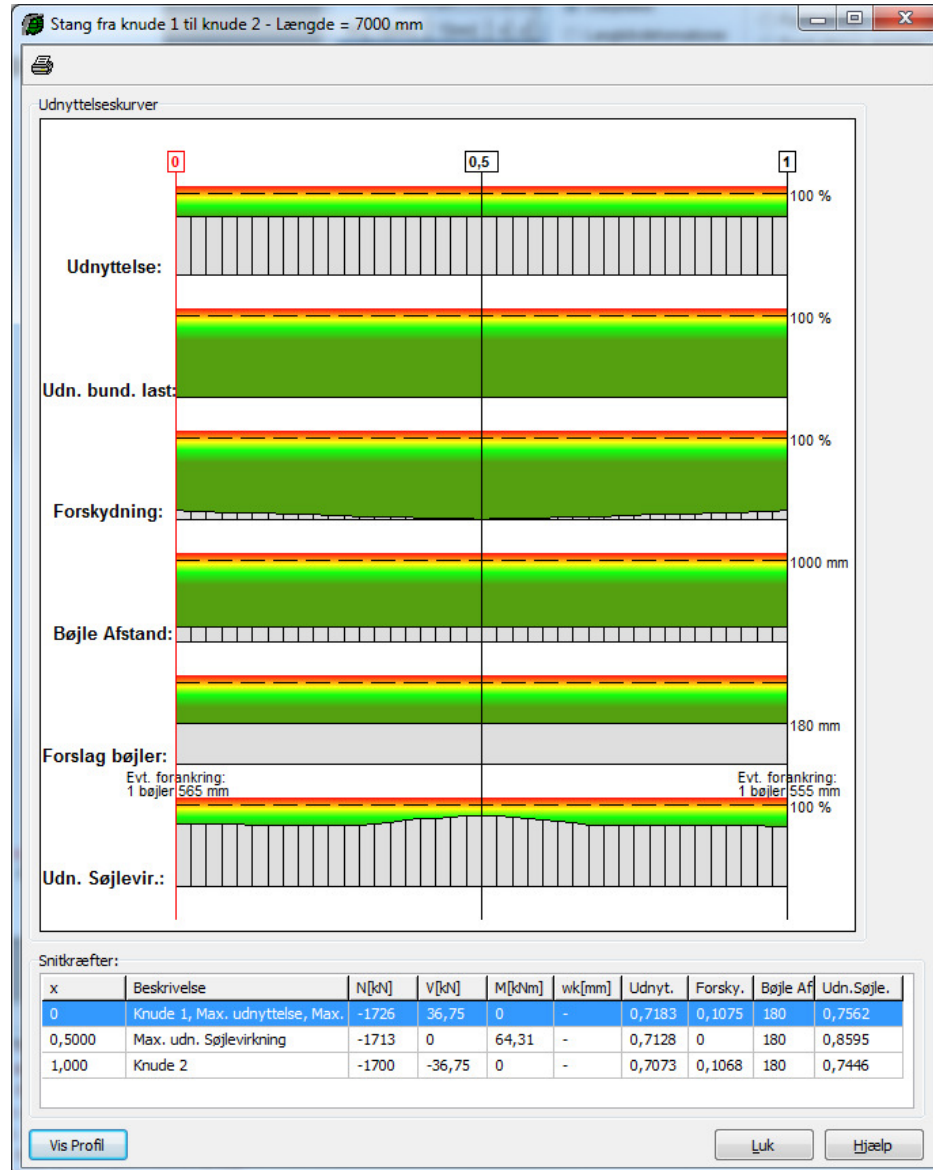 Stang fra knude 1 til knude 2 - Længde = 7000 mm
Udnyttelseskurver
0 0,5 1
100 %
Udnyttelse:
100 %
Udn. bund. last:
100 %
Forskydning:
1000 mm
Bøjle Afstand:
180 mm
Forslag bøjler:
Evt. forankring: Evt. forankring:
1 bøjler 565 mm 1 bøjler 555 mm
100 %
Udn. Søjlevir.:
Snitkræfter:
x Beskrivelse N[kN] V[kN] M[kNm] wk[mm] Udnyt. Forsky. Bøjle Af Udn.Søjle.
0 Knude 1, Max. udnyttelse, Max. -1726 36,75 0 - 0,7183 0,1075 180 0,7562
0,5000 Max. udn. Søjlevirkning -1713 0 64,31 - 0,7128 0 180 0,8595
1,000 Knude 2 -1700 -36,75 0 - 0,7073 0,1068 180 0,7446
Vis Profil Luk Hjælp